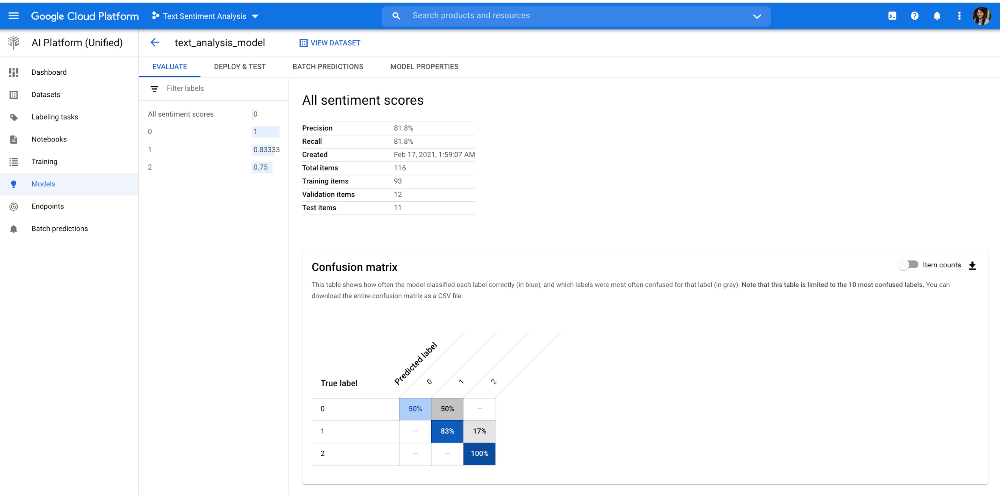 Google Cloud Platform
Text Sentiment Analysis
Search products and resources
AI Platform (Unified)
text_analysis_model
VIEW DATASET
Dashboard
Datasets
Labeling tasks
Notebooks
Training
Models
Endpoints
Batch predictions
EVALUATE
DEPLOY & TEST
BATCH PREDICTIONS
MODEL PROPERTIES
Filter labels
All sentiment scores 0
0 1
1 0.83333
2 0.75
All sentiment scores
Precision 81.8%
Recall 81.8%
Created Feb 17, 2021, 1:59:07 AM
Total items 116
Training items 93
Validation items 12
Test items 11
Confusion matrix
Item counts
This table shows how often the model classified each label correctly (in blue), and which labels were most often confused for that label (in gray). Note that this table is limited to the 10 most confused labels. You can
download the entire confusion matrix as a CSV file.
Predicted label
True label 0 1 2
0 50% 50% —
1 — 83% 17%
2 — — 100%